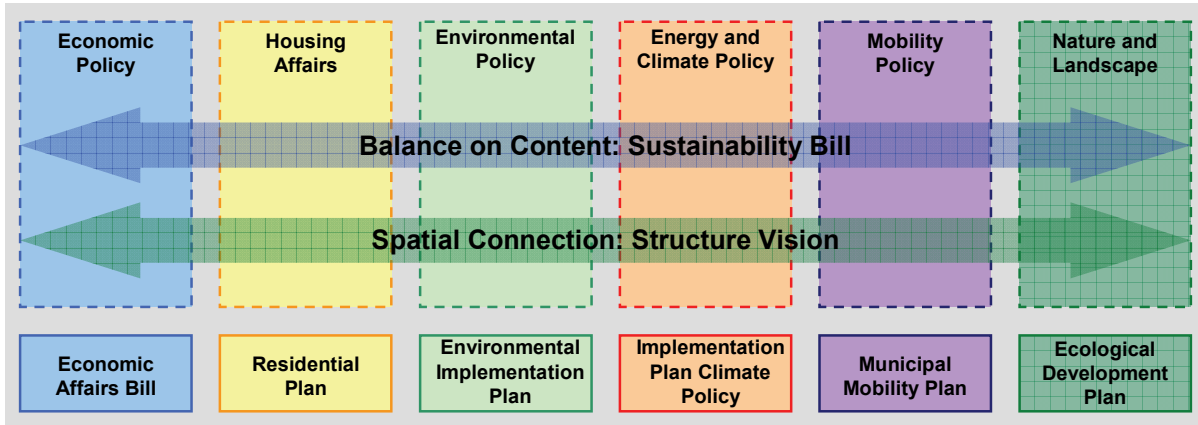 Economic
Policy
Housing
Affairs
Environmental
Policy
Energy and
Climate Policy
Mobility
Policy
Nature and
Landscape
Balance on Content: Sustainability Bill
Spatial Connection: Structure Vision
Economic
Affairs Bill
Residential
Plan
Environmental
Implementation
Plan
Implementation
Plan Climate
Policy
Municipal
Mobility Plan
Ecological
Development
Plan